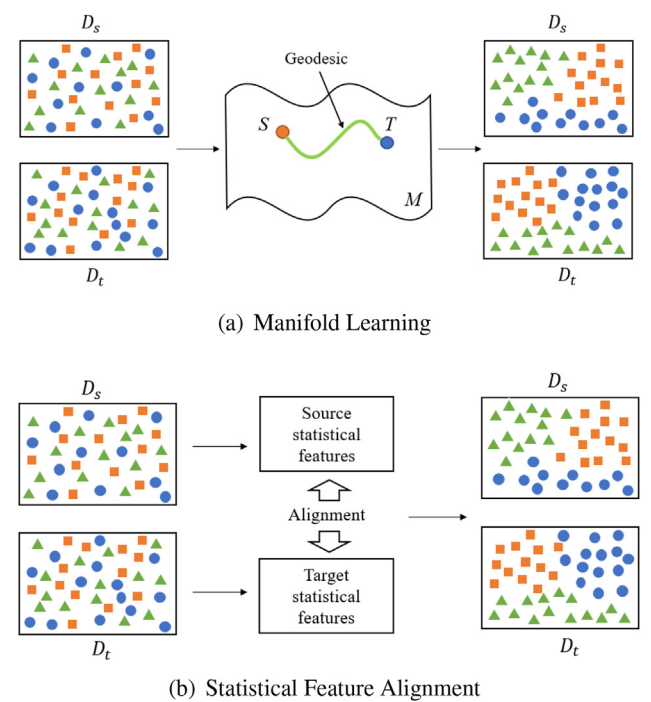 D_s
Geodesic
S
T
M
D_t
D_s
D_t
(a) Manifold Learning
D_s
Source
statistical
features
Alignment
Target
statistical
features
D_t
D_s
D_t
(b) Statistical Feature Alignment